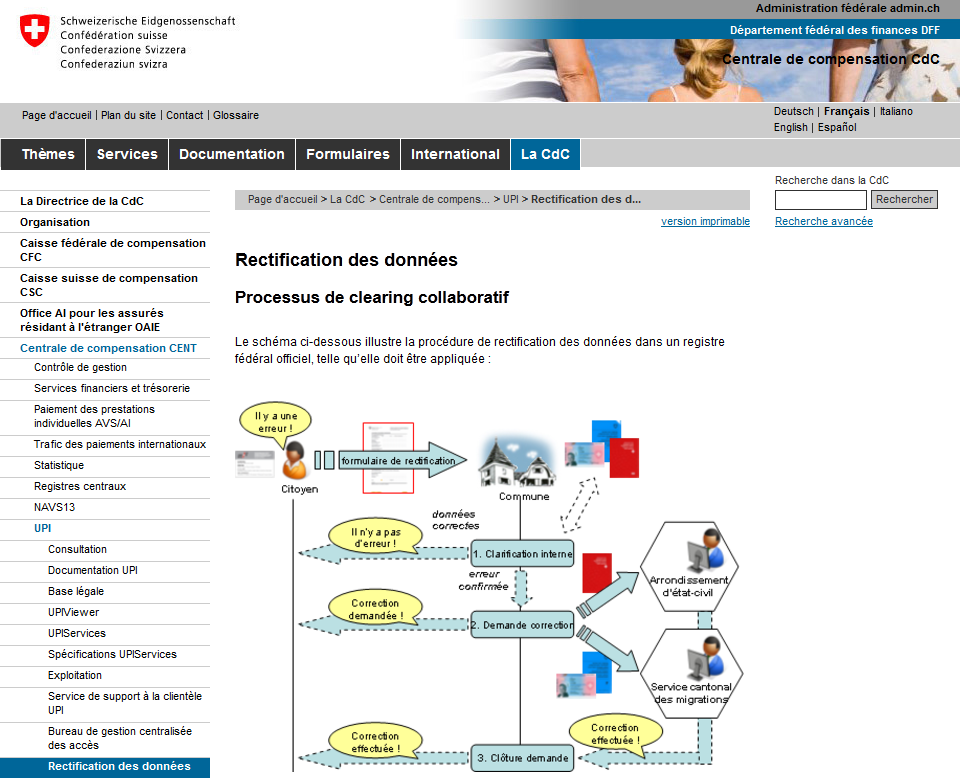 Schweizerische Eidgenossenschaft
Confédération suisse
Confederazione Svizzera
Confederaziun svizra
Administration fédérale admin.ch
Département fédéral des finances DFF
Centrale de compensation CdC
Page d'accueil | Plan du site | Contact | Glossaire
Deutsch | Français | Italiano
English | Español
Thèmes Services Documentation Formulaires International La CdC
Recherche dans la CdC
Rechercher
Recherche avancée
La Directrice de la CdC
Organisation
Caisse fédérale de compensation
CFC
Caisse suisse de compensation
CSC
Office AI pour les assurés
résidant à l'étranger OAIE
Centrale de compensation CENT
Contrôle de gestion
Services financiers et trésorerie
Paiement des prestations
individuelles AVS/AI
Trafic des paiements internationaux
Statistique
Registres centraux
NAVS13
UPI
Consultation
Documentation UPI
Base légale
UPIViewer
UPIServices
Spécifications UPIServices
Exploitation
Service de support à la clientèle
UPI
Bureau de gestion centralisée
des accès
Rectification des données
Page d'accueil > La CdC > Centrale de compens... > UPI > Rectification des d...
version imprimable
Rectification des données
Processus de clearing collaboratif
Le schéma ci-dessous illustre la procédure de rectification des données dans un registre
fédéral officiel, telle qu’elle doit être appliquée :
Il y a une
erreur !
formulaire de rectification
Citoyen
Commune
données
correctes
Il n'y a pas
d'erreur !
1. Clarification interne
erreur
confirmée
Arrondissement
d'état-civil
Correction
demandée !
2. Demande correction
Service cantonal
des migrations
Correction
effectuée !
Correction
effectuée !
3. Clôture demande